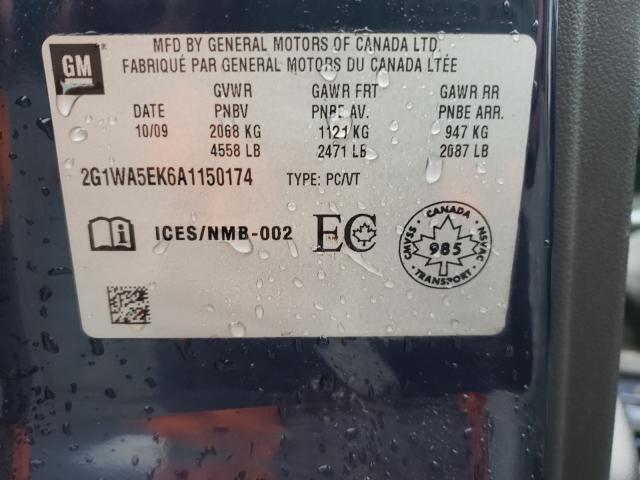 GM
MFD BY GENERAL MOTORS OF CANADA LTD.
FABRIQUÉ PAR GENERAL MOTORS DU CANADA LTÉE
GVWR GAWR FRT GAWR RR
DATE PNBV PNBE AV. PNBE ARR.
10/09 2068 KG 1121 KG 947 KG
4558 LB 2471 LB 2087 LB
2G1WA5EK6A1150174 TYPE: PC/VT
i ICES/NMB-002 EC
CANADA
CMVSS 985 NSVAC
TRANSPORT